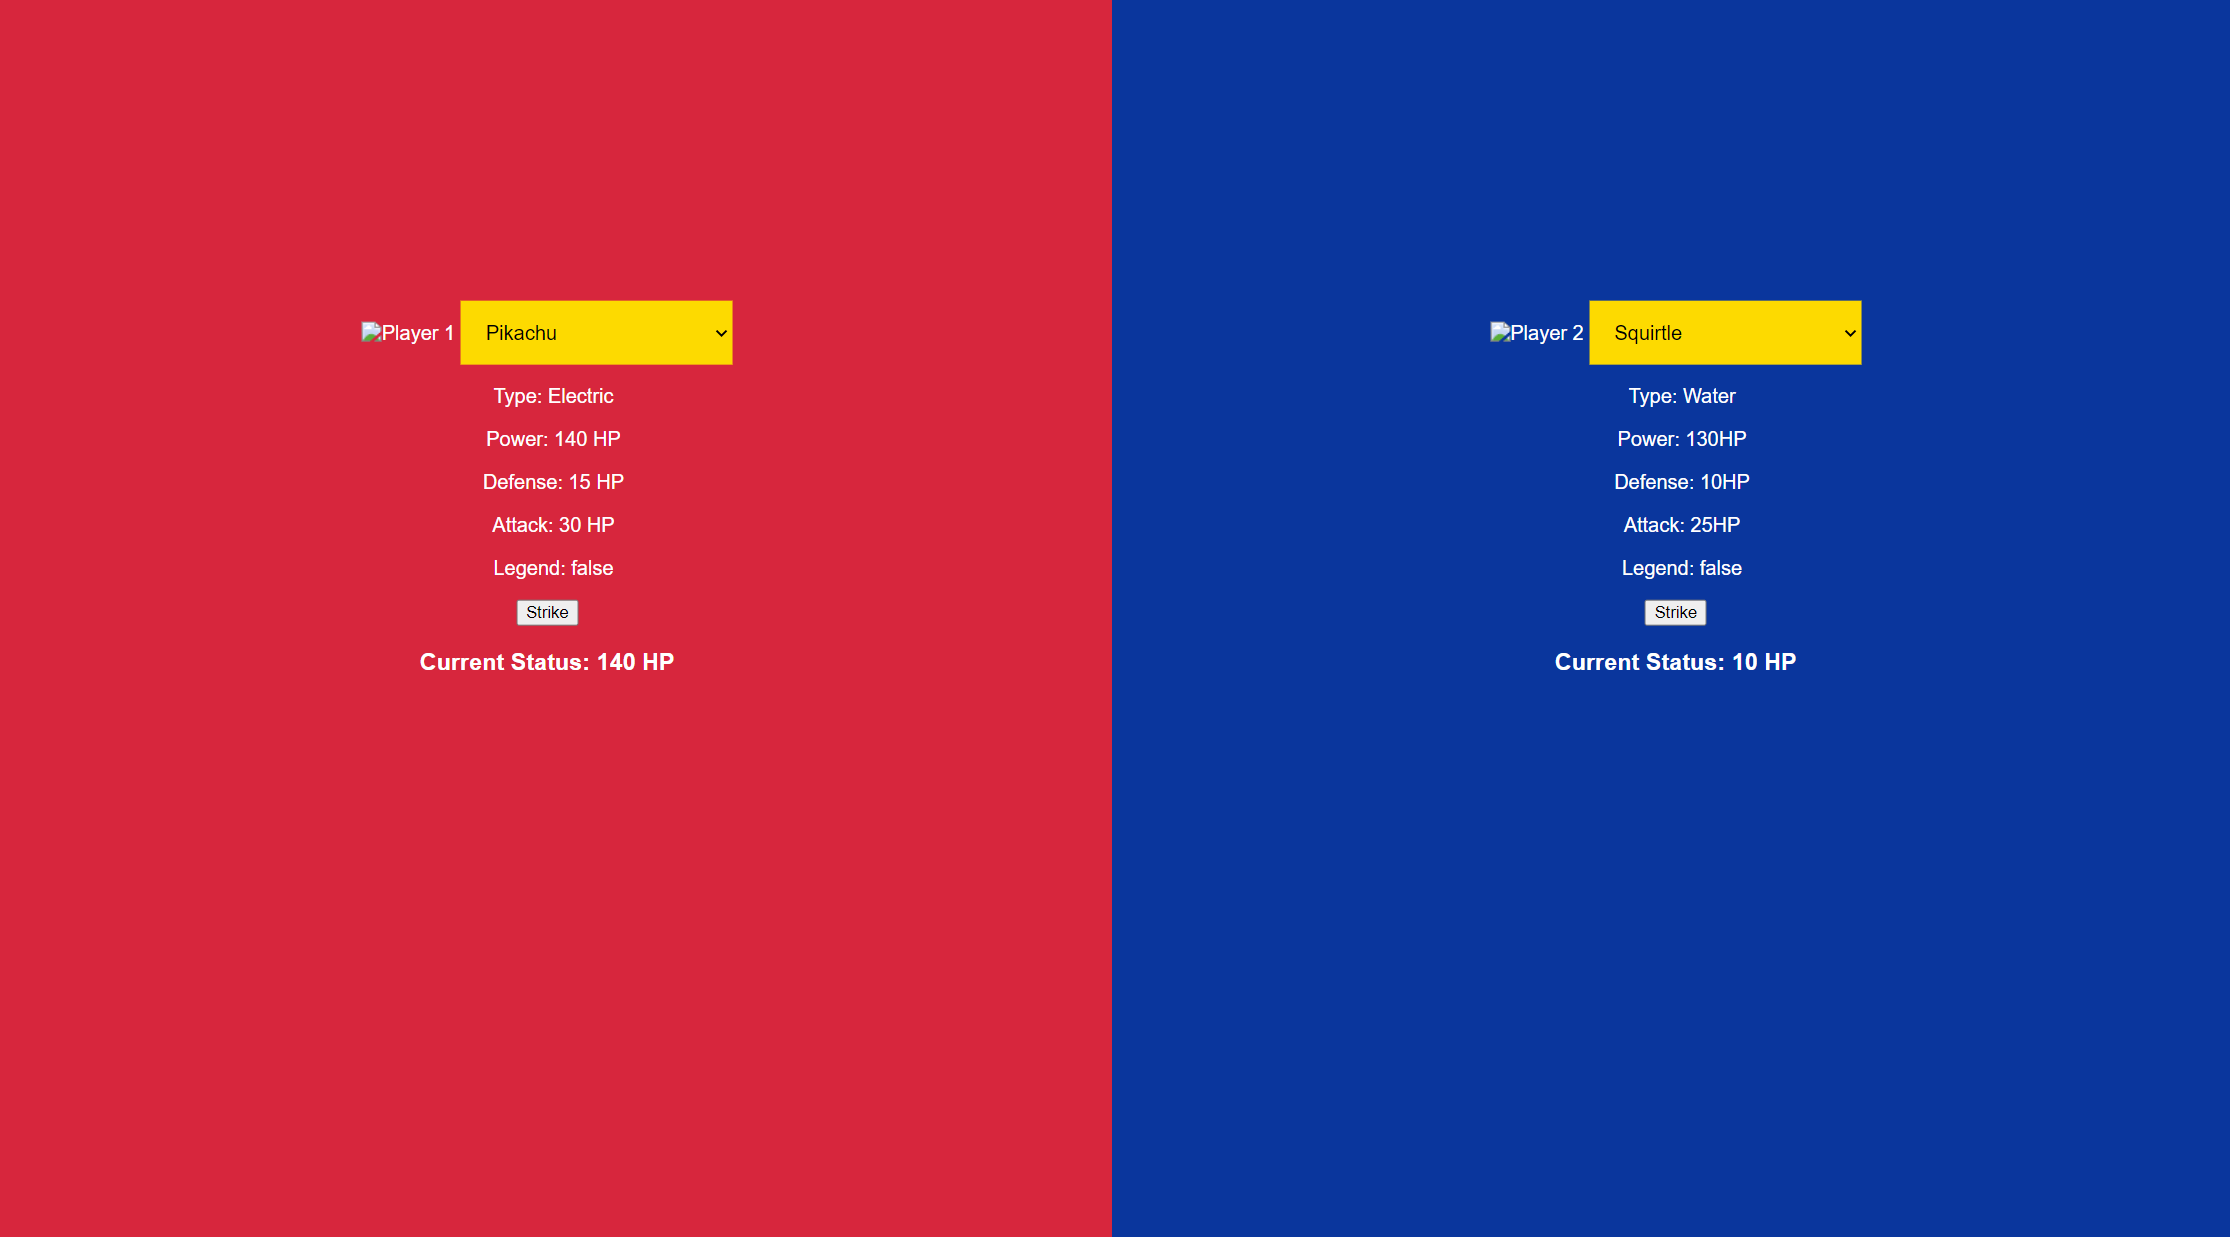 Player 1 Pikachu
Type: Electric
Power: 140 HP
Defense: 15 HP
Attack: 30 HP
Legend: false
Strike
Current Status: 140 HP
Player 2 Squirtle
Type: Water
Power: 130HP
Defense: 10HP
Attack: 25HP
Legend: false
Strike
Current Status: 10 HP